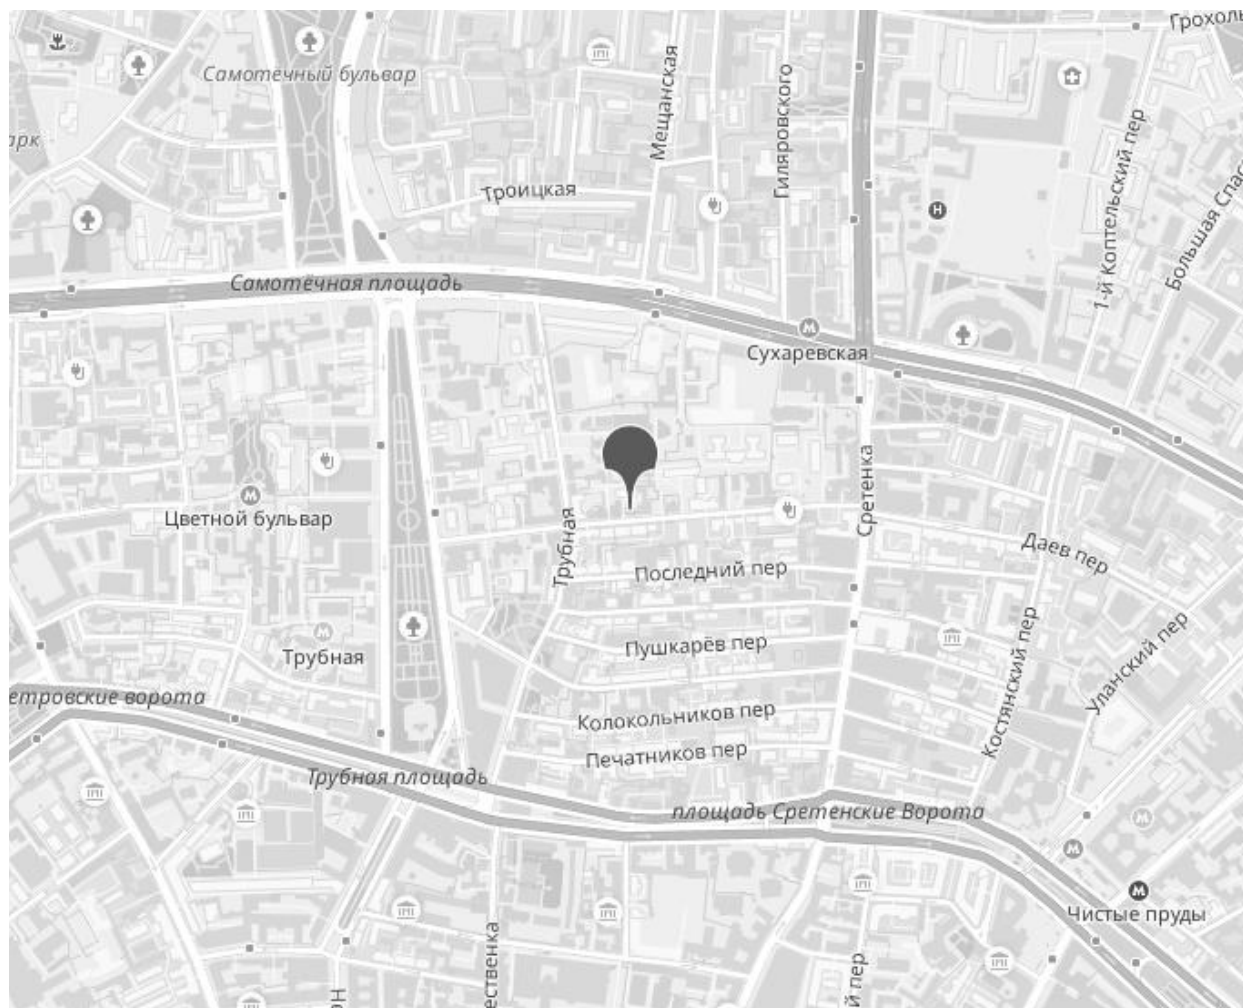 Грохоль
Самотечный бульвар
Мещанская
Гиляровского
арк
1-й Коптельский пер
Большая Спас
Троицкая
Н
Самотёчная площадь
М
Сухаревская
Сретенка
М
Цветной бульвар
Трубная
Даев пер
Последний пер
М
Трубная
Пушкарёв пер
Костянский пер
Уланский пер
етровские ворота
Колокольников пер
Печатников пер
Трубная площадь
площадь Сретенские Ворота
М
М
М
Чистые пруды
ественка
й пер